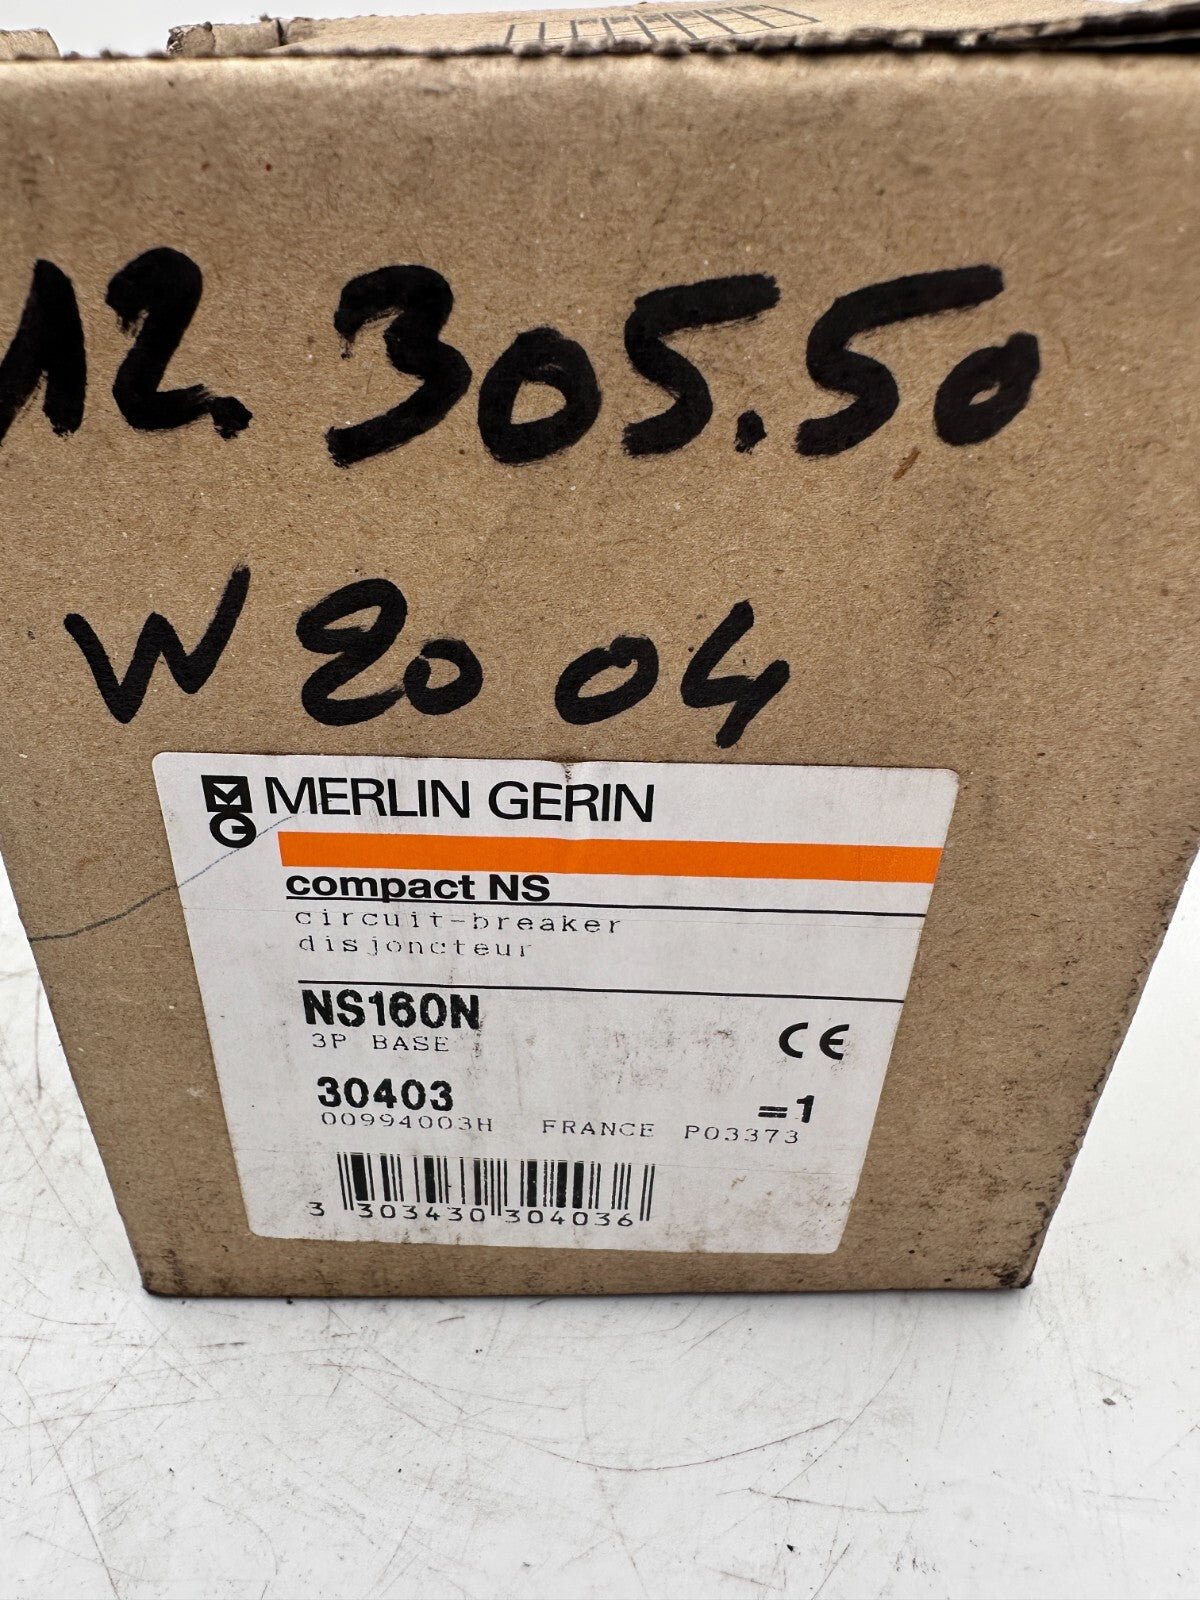 12. 305.50
W 20 04
MG MERLIN GERIN
compact NS
circuit-breaker
disjoncteur
NS160N
3P BASE
CE
30403
=1
00994003H FRANCE P03373
3 303430 304036